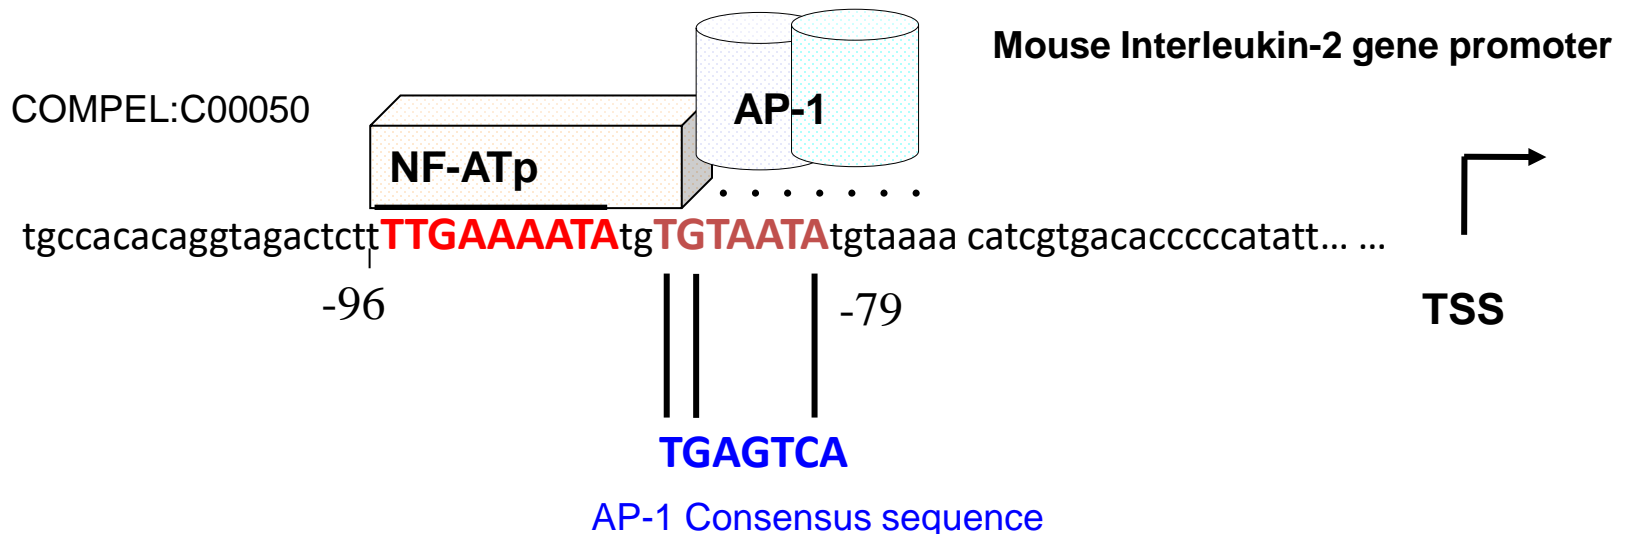 Mouse Interleukin-2 gene promoter
COMPEL:C00050
AP-1
NF-ATp
tgccacacaggtagactcttTTGAAAATAtgTGTAATAtgtaaaa catcgtgacacccccatatt... ...
-96
-79
TSS
TGAGTCA
AP-1 Consensus sequence